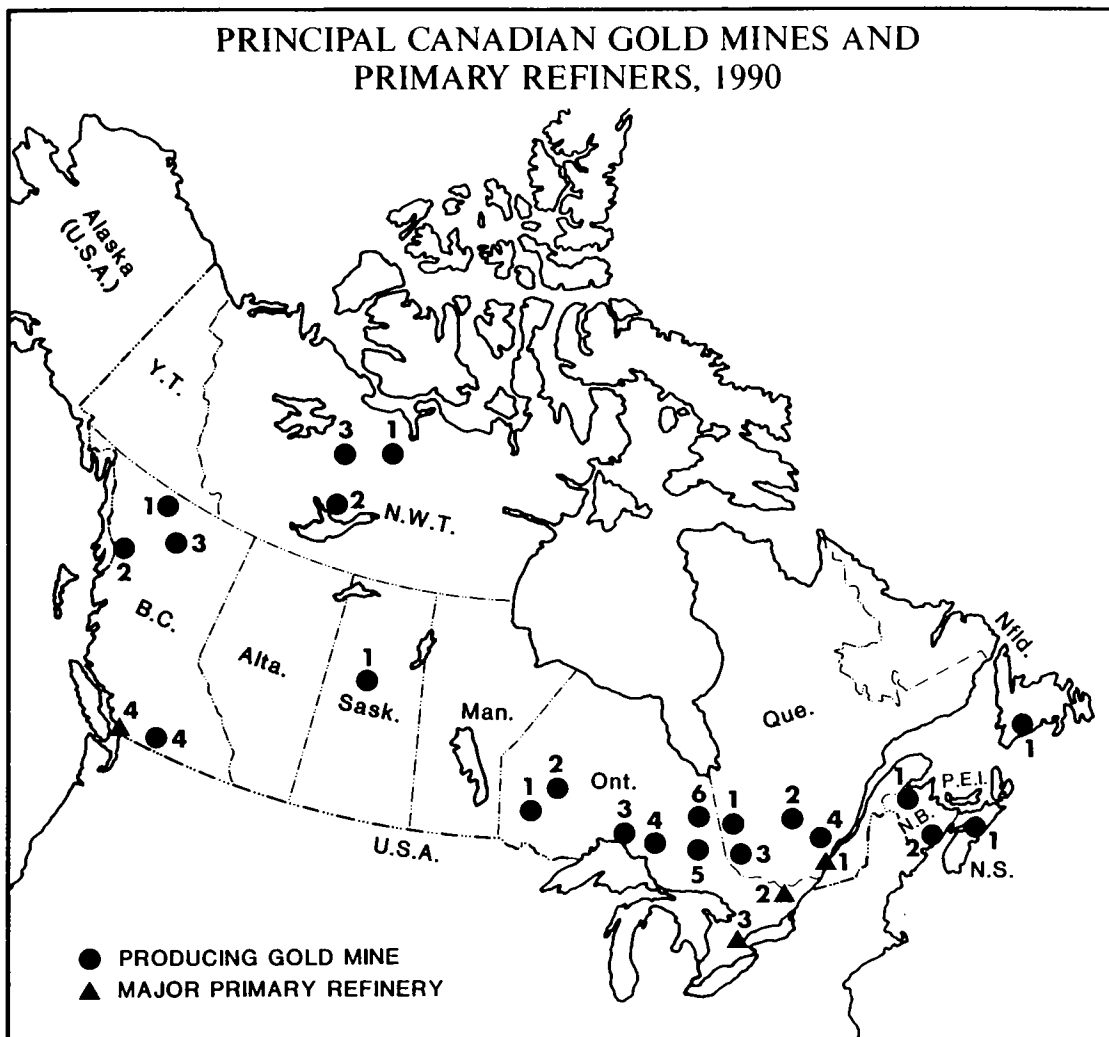 PRINCIPAL CANADIAN GOLD MINES AND
PRIMARY REFINERS, 1990
Alaska
(U.S.A.)
Y.T.
3 1
2
N.W.T.
1
3
2
B.C.
Nfld.
Alta.
1
Sask.
Man.
Que.
4
4
1
2
1
Ont.
1
P.E.I.
3
4
6
1
2
4
N.B.
2
1
5
3
1
N.S.
U.S.A.
2
3
PRODUCING GOLD MINE
MAJOR PRIMARY REFINERY